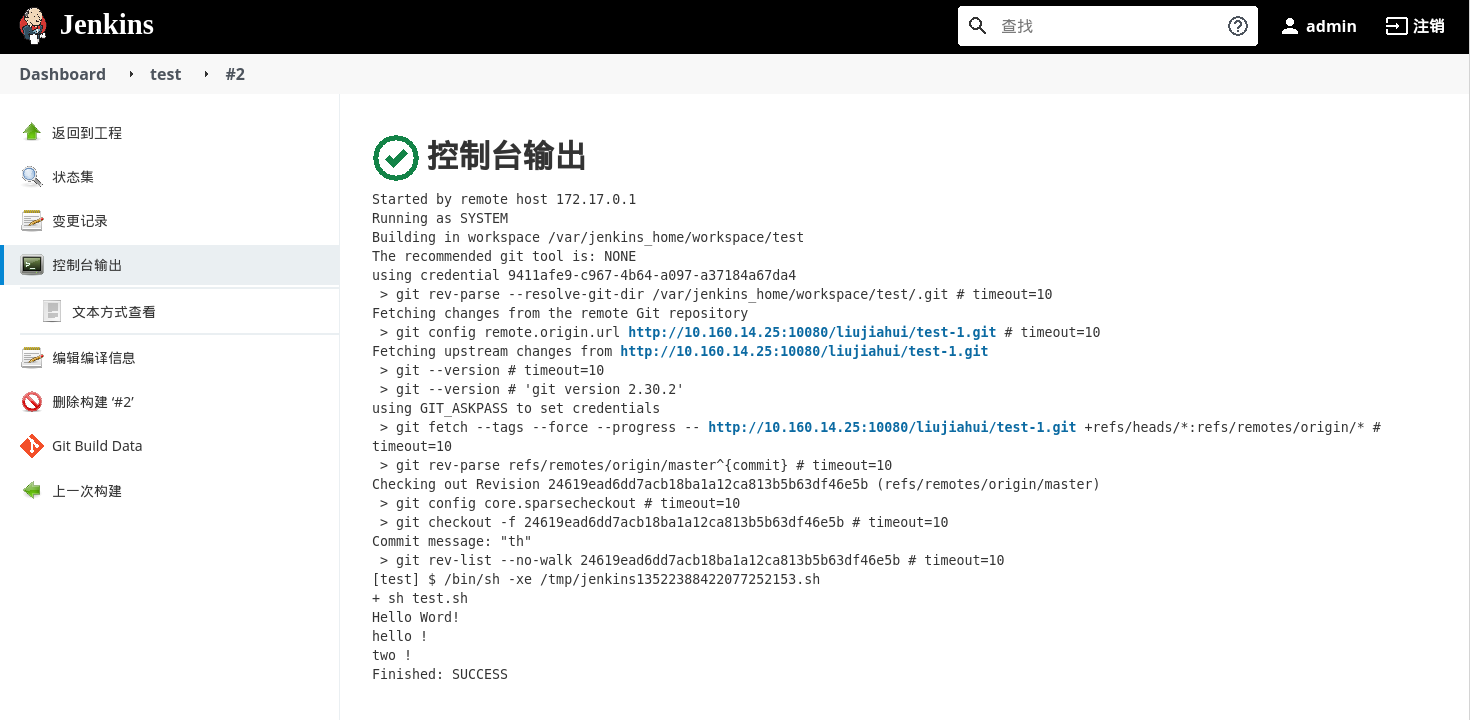 Jenkins
查找
admin
注销
Dashboard
test
#2
返回到工程
状态集
变更记录
控制台输出
文本方式查看
编辑编译信息
删除构建 ‘#2’
Git Build Data
上一次构建
控制台输出
Started by remote host 172.17.0.1
Running as SYSTEM
Building in workspace /var/jenkins_home/workspace/test
The recommended git tool is: NONE
using credential 9411afe9-c967-4b64-a097-a37184a67da4
 > git rev-parse --resolve-git-dir /var/jenkins_home/workspace/test/.git # timeout=10
Fetching changes from the remote Git repository
 > git config remote.origin.url http://10.160.14.25:10080/liujiahui/test-1.git # timeout=10
Fetching upstream changes from http://10.160.14.25:10080/liujiahui/test-1.git
 > git --version # timeout=10
 > git --version # 'git version 2.30.2'
using GIT_ASKPASS to set credentials
 > git fetch --tags --force --progress -- http://10.160.14.25:10080/liujiahui/test-1.git +refs/heads/*:refs/remotes/origin/* #
timeout=10
 > git rev-parse refs/remotes/origin/master^{commit} # timeout=10
Checking out Revision 24619ead6dd7acb18ba1a12ca813b5b63df46e5b (refs/remotes/origin/master)
 > git config core.sparsecheckout # timeout=10
 > git checkout -f 24619ead6dd7acb18ba1a12ca813b5b63df46e5b # timeout=10
Commit message: "th"
 > git rev-list --no-walk 24619ead6dd7acb18ba1a12ca813b5b63df46e5b # timeout=10
[test] $ /bin/sh -xe /tmp/jenkins13522388422077252153.sh
+ sh test.sh
Hello Word!
hello !
two !
Finished: SUCCESS